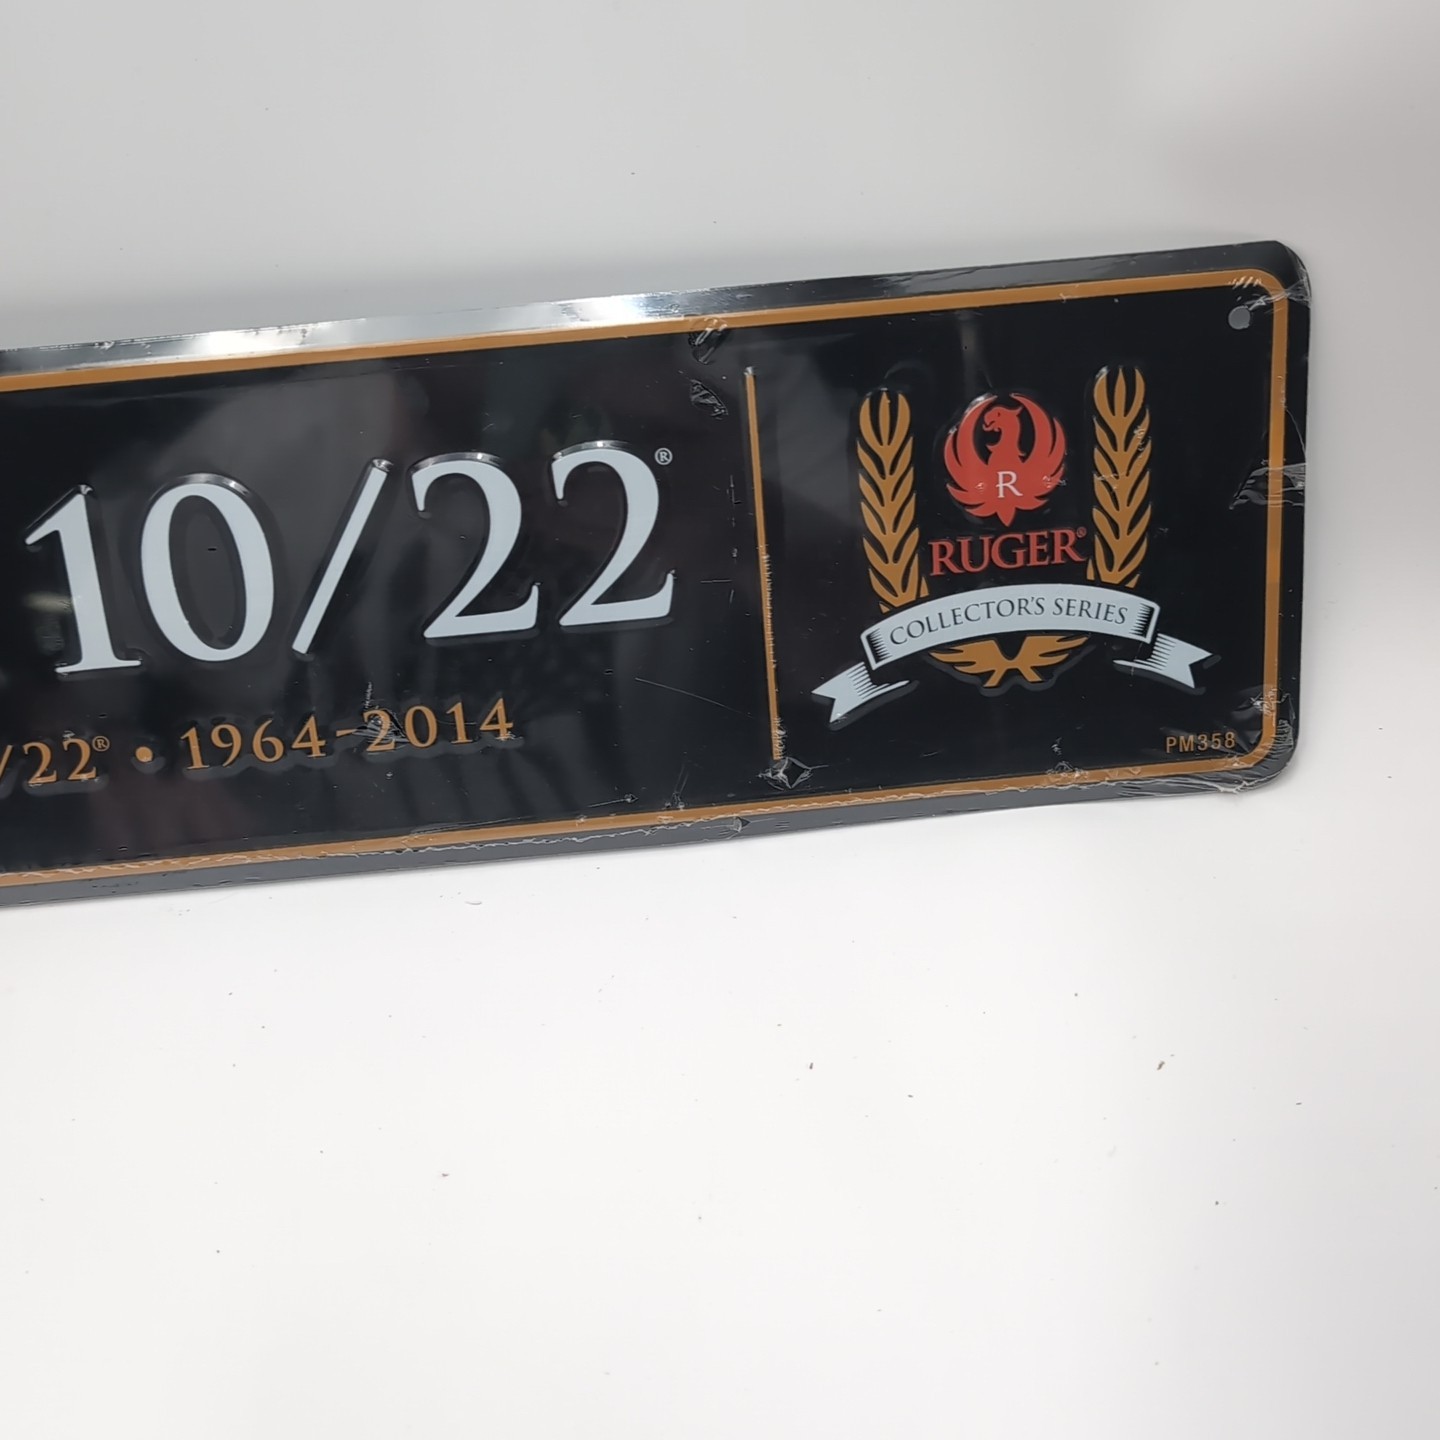 10/22®
/22® • 1964-2014
R
RUGER®
COLLECTOR'S SERIES
PM358